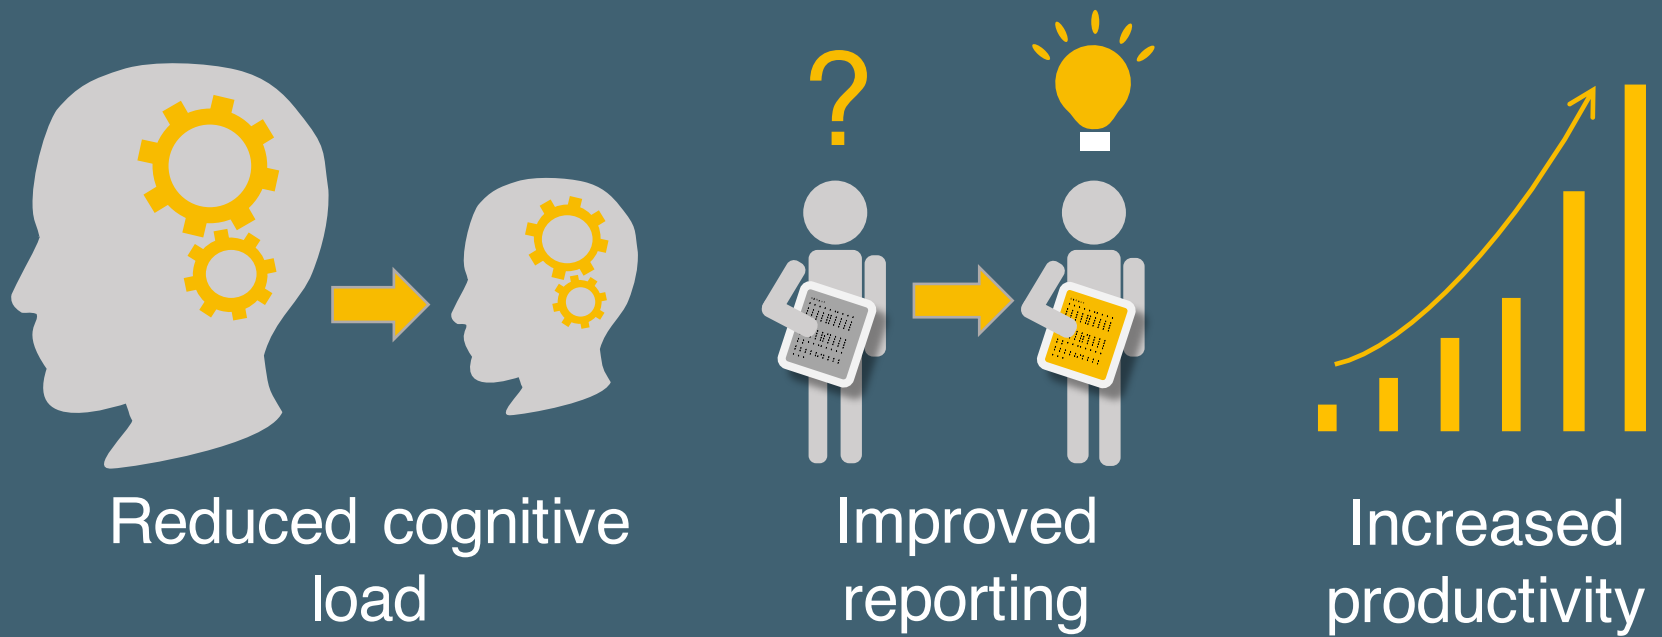 ?
Reduced cognitive
load
Improved
reporting
Increased
productivity